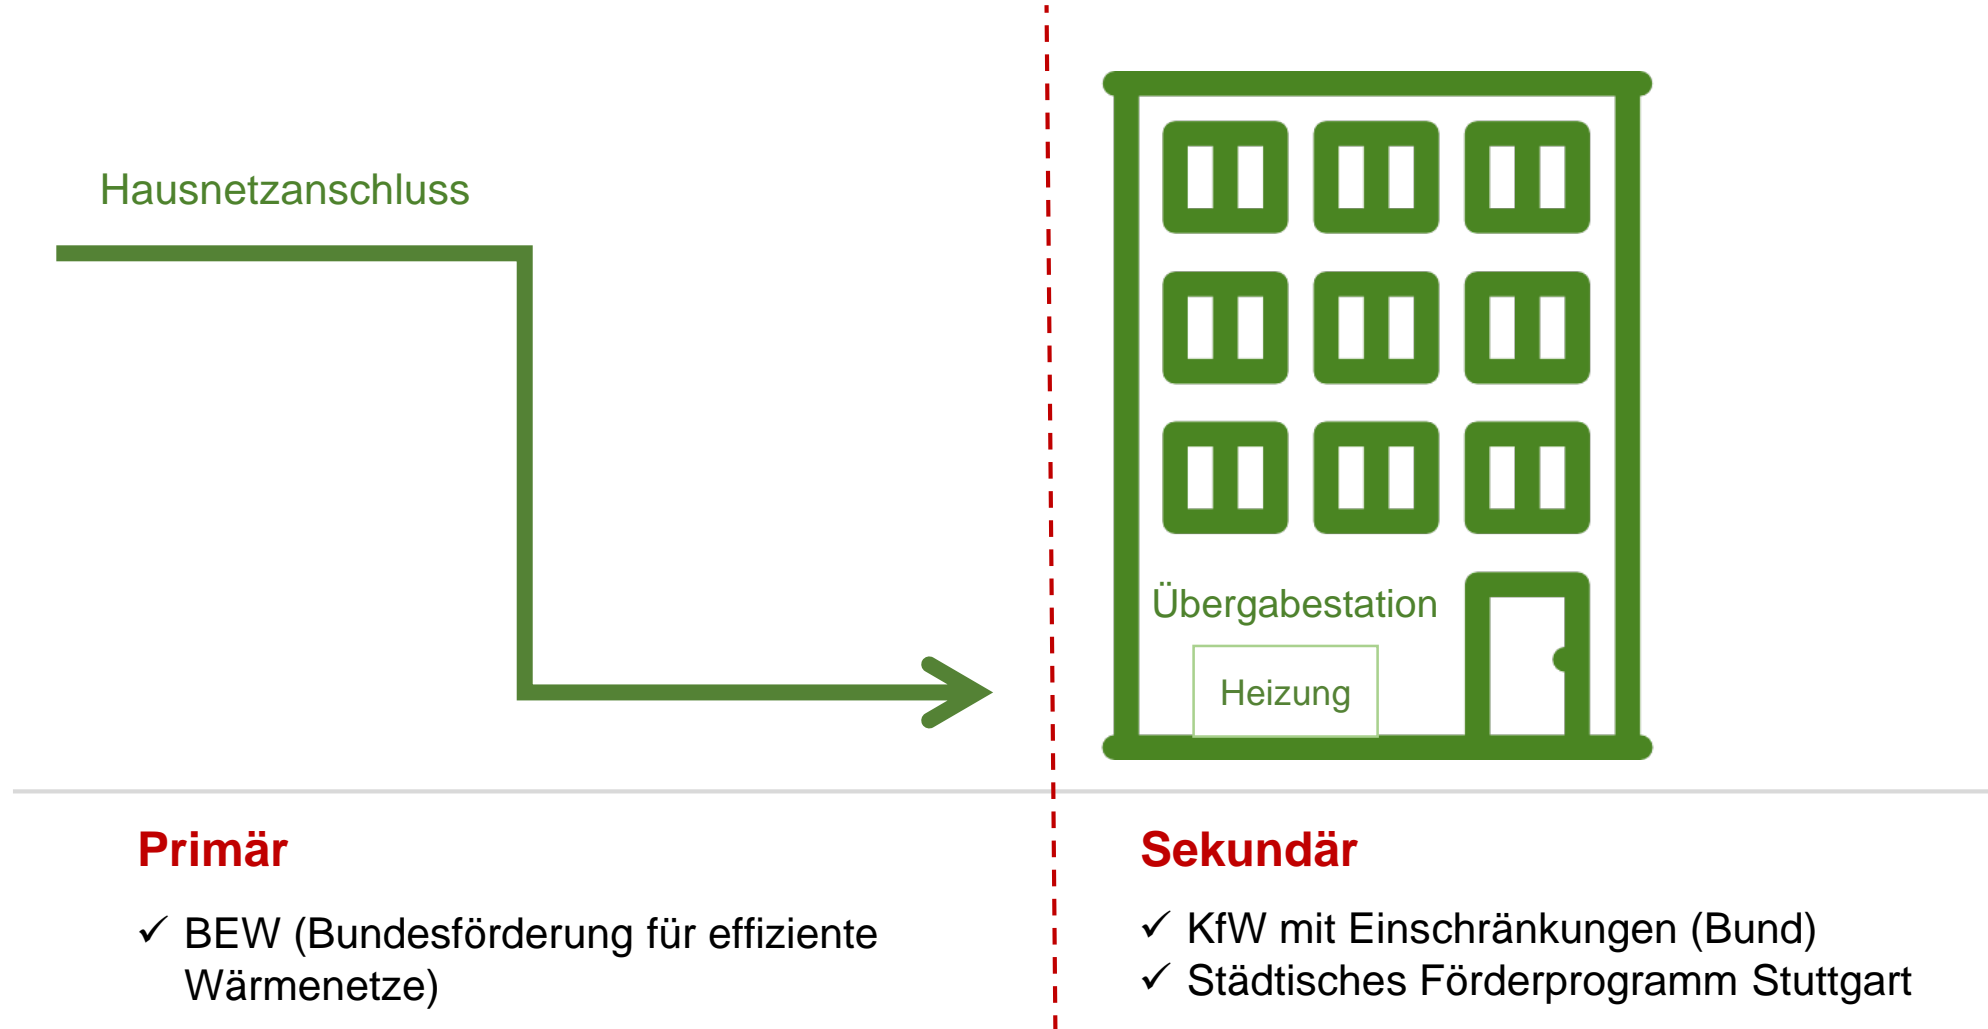 Hausnetzanschluss
Übergabestation
Heizung
Primär
✓ BEW (Bundesförderung für effiziente
Wärmenetze)
Sekundär
✓ KfW mit Einschränkungen (Bund)
✓ Städtisches Förderprogramm Stuttgart